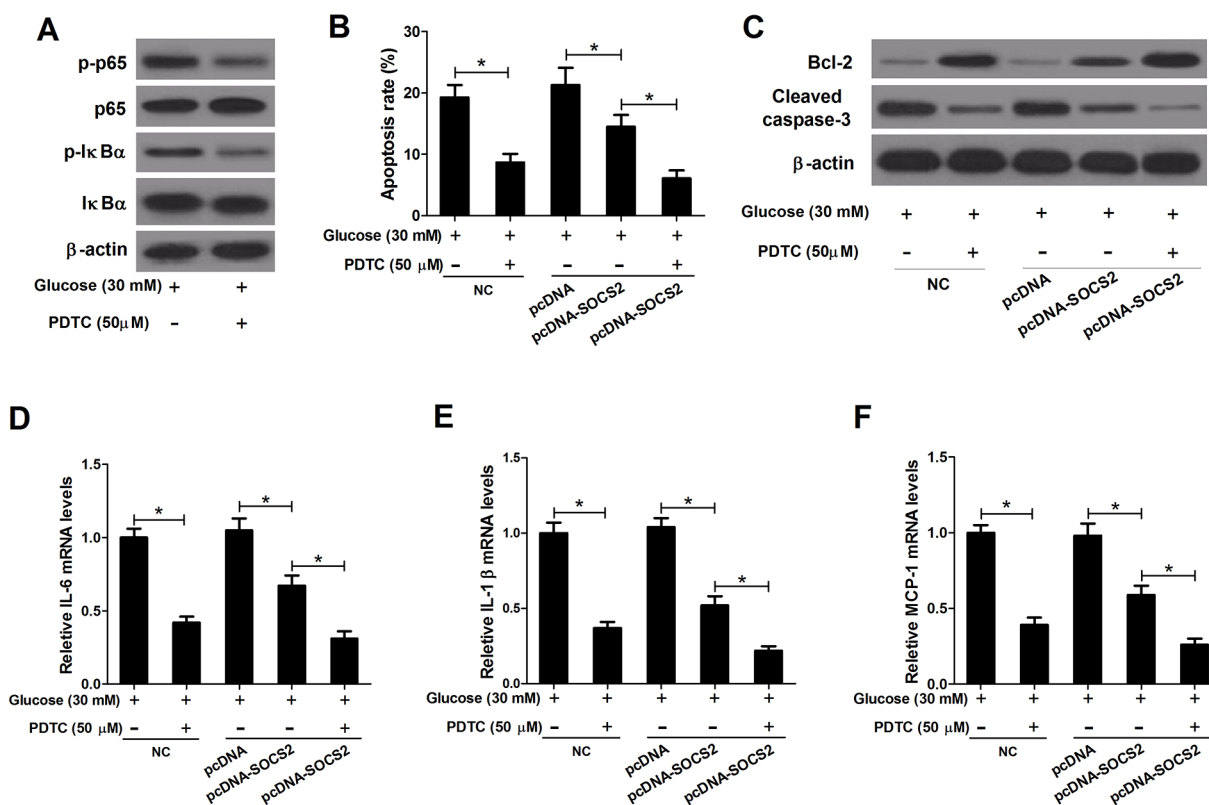 A
p-p65
p65
p-IκBα
IκBα
β-actin
Glucose (30 mM) + +
PDTC (50μM) - +
B
Apoptosis rate (%)
30
20
10
0
* * *
Glucose (30 mM) + + + + +
PDTC (50 μM) - + - - +
NC
pcDNA
pcDNA-SOCS2
pcDNA-SOCS2
C
Bcl-2
Cleaved
caspase-3
β-actin
Glucose (30 mM) + + + + +
PDTC (50μM) - + - - +
NC
pcDNA
pcDNA-SOCS2
pcDNA-SOCS2
D
Reletive IL-6 mRNA levels
1.5
1.0
0.5
0.0
* * *
Glucose (30 mM) + + + + +
PDTC (50 μM) - + - - +
NC
pcDNA
pcDNA-SOCS2
pcDNA-SOCS2
E
Reletive IL-1 β mRNA levels
1.5
1.0
0.5
0.0
* * *
Glucose (30 mM) + + + + +
PDTC (50 μM) - + - - +
NC
pcDNA
pcDNA-SOCS2
pcDNA-SOCS2
F
Reletive MCP-1 mRNA levels
1.5
1.0
0.5
0.0
* * *
Glucose (30 mM) + + + + +
PDTC (50 μM) - + - - +
NC
pcDNA
pcDNA-SOCS2
pcDNA-SOCS2